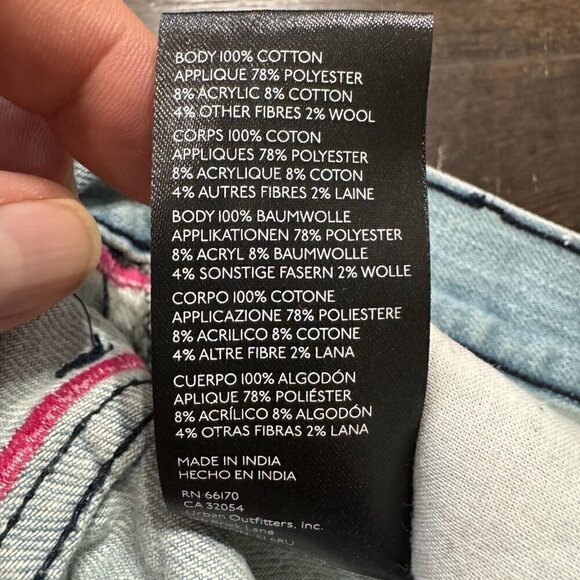 BODY 100% COTTON
APPLIQUE 78% POLYESTER
8% ACRYLIC 8% COTTON
4% OTHER FIBRES 2% WOOL
CORPS 100% COTON
APPLIQUES 78% POLYESTER
8% ACRYLIQUE 8% COTON
4% AUTRES FIBRES 2% LAINE
BODY 100% BAUMWOLLE
APPLIKATIONEN 78% POLYESTER
8% ACRYL 8% BAUMWOLLE
4% SONSTIGE FASERN 2% WOLLE
CORPO 100% COTONE
APPLICAZIONE 78% POLIESTERE
8% ACRILICO 8% COTONE
4% ALTRE FIBRE 2% LANA
CUERPO 100% ALGODÓN
APLIQUE 78% POLIÉSTER
8% ACRÍLICO 8% ALGODÓN
4% OTRAS FIBRAS 2% LANA
MADE IN INDIA
HECHO EN INDIA
RN 66170
CA 32054
Urban Outfitters, Inc.
Lane
6RU